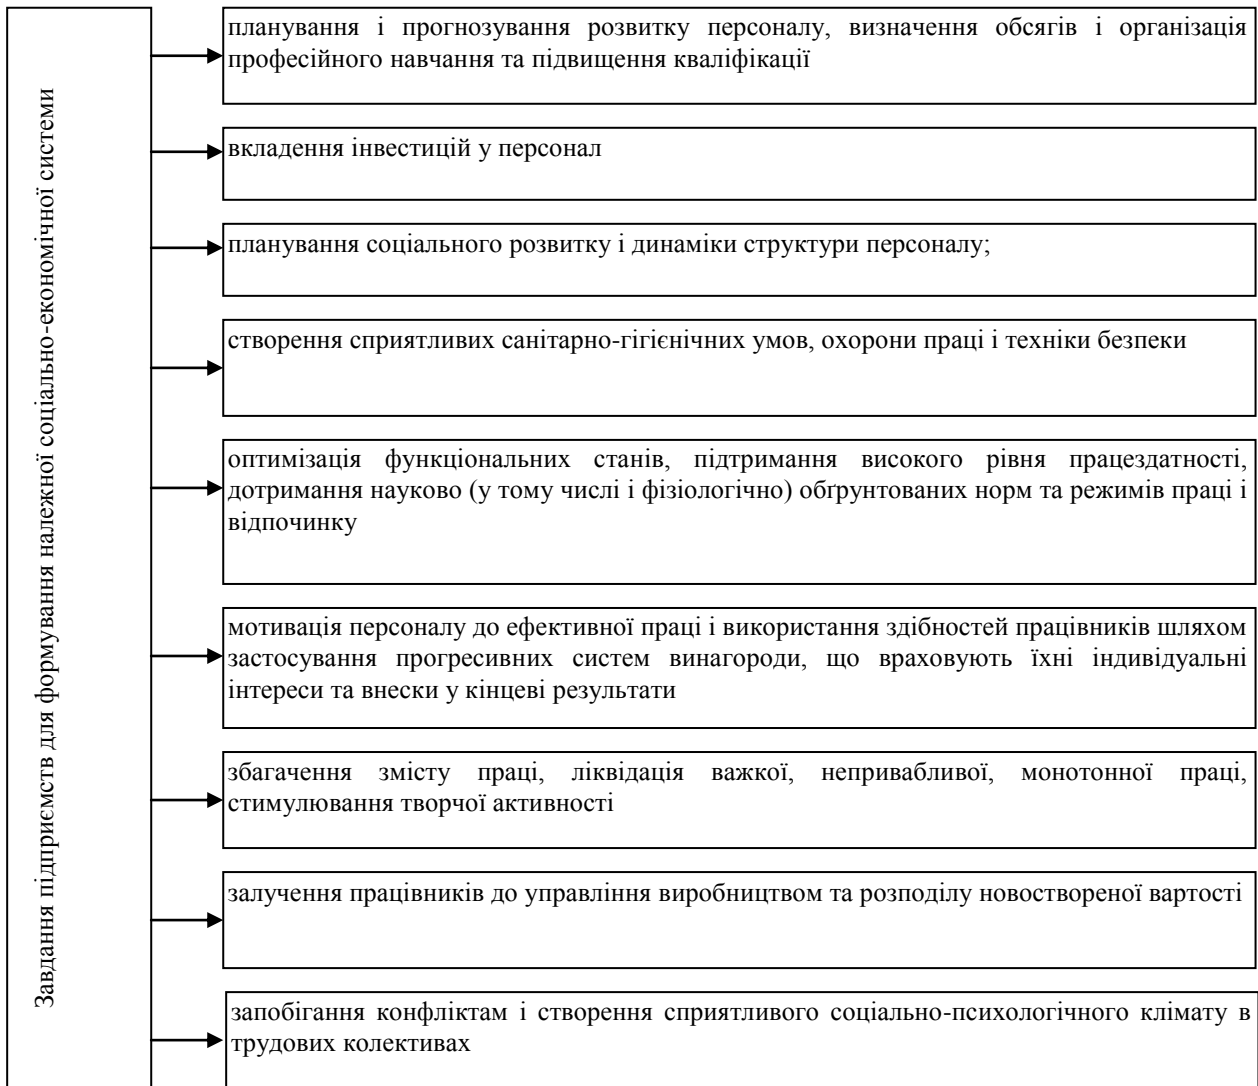 Завдання підприємств для формування належної соціально-економічної системи
планування і прогнозування розвитку персоналу, визначення обсягів і організація
професійного навчання та підвищення кваліфікації
вкладення інвестицій у персонал
планування соціального розвитку і динаміки структури персоналу;
створення сприятливих санітарно-гігієнічних умов, охорони праці і техніки безпеки
оптимізація функціональних станів, підтримання високого рівня працездатності,
дотримання науково (у тому числі і фізіологічно) обґрунтованих норм та режимів праці і
відпочинку
мотивація персоналу до ефективної праці і використання здібностей працівників шляхом
застосування прогресивних систем винагороди, що враховують їхні індивідуальні
інтереси та внески у кінцеві результати
збагачення змісту праці, ліквідація важкої, непривабливої, монотонної праці,
стимулювання творчої активності
залучення працівників до управління виробництвом та розподілу новоствореної вартості
запобігання конфліктам і створення сприятливого соціально-психологічного клімату в
трудових колективах